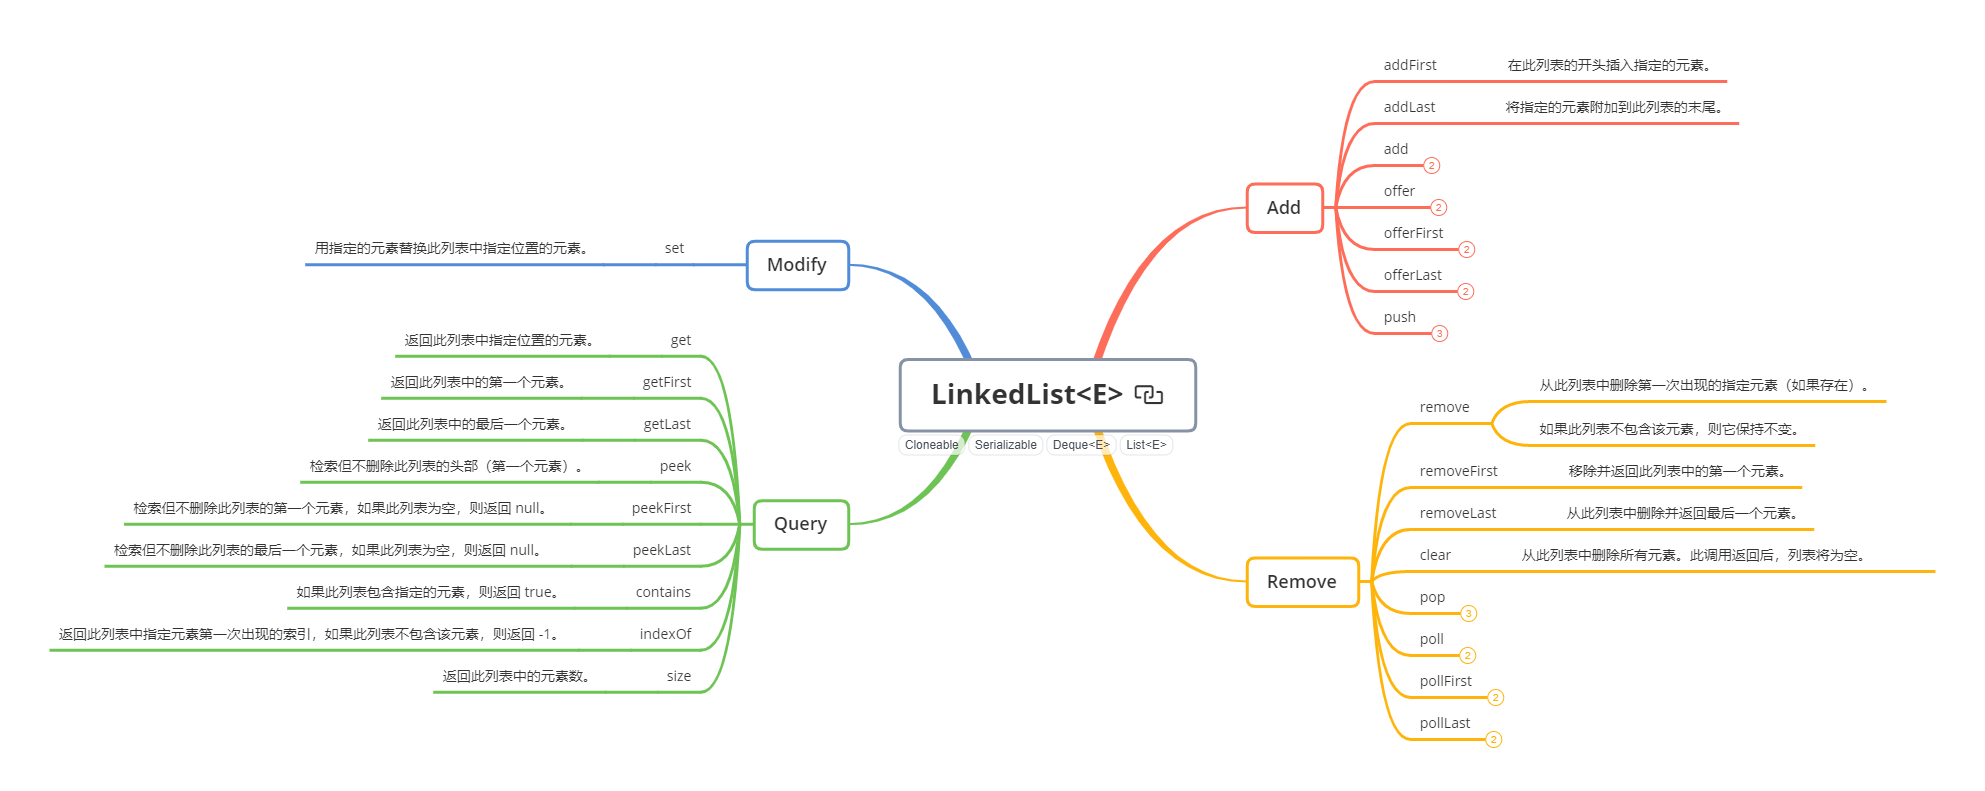 LinkedList<E>
Cloneable
Serializable
Deque<E>
List<E>
Add
addFirst
在此列表的开头插入指定的元素。
addLast
将指定的元素附加到此列表的末尾。
add
2
offer
2
offerFirst
2
offerLast
2
push
3
Remove
remove
从此列表中删除第一次出现的指定元素（如果存在）。
如果此列表不包含该元素，则它保持不变。
removeFirst
移除并返回此列表中的第一个元素。
removeLast
从此列表中删除并返回最后一个元素。
clear
从此列表中删除所有元素。此调用返回后，列表将为空。
pop
3
poll
2
pollFirst
2
pollLast
2
Modify
set
用指定的元素替换此列表中指定位置的元素。
Query
get
返回此列表中指定位置的元素。
getFirst
返回此列表中的第一个元素。
getLast
返回此列表中的最后一个元素。
peek
检索但不删除此列表的头部（第一个元素）。
peekFirst
检索但不删除此列表的第一个元素，如果此列表为空，则返回 null。
peekLast
检索但不删除此列表的最后一个元素，如果此列表为空，则返回 null。
contains
如果此列表包含指定的元素，则返回 true。
indexOf
返回此列表中指定元素第一次出现的索引，如果此列表不包含该元素，则返回 -1。
size
返回此列表中的元素数。